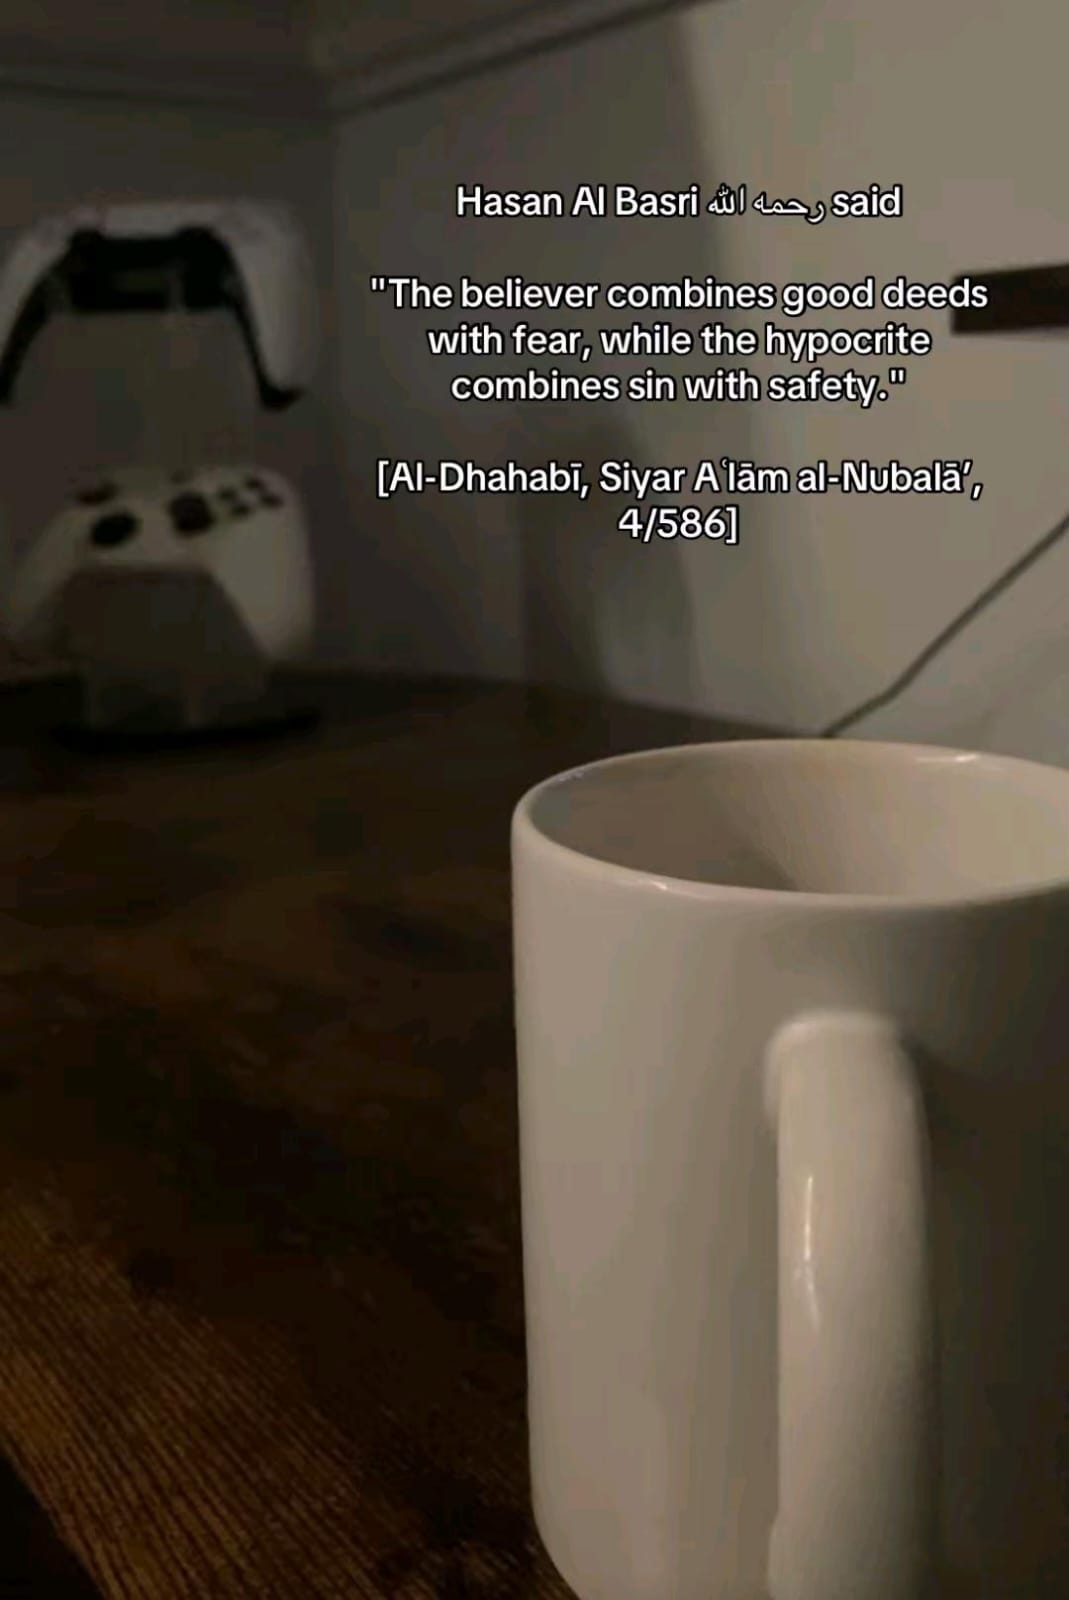 Hasan Al Basri رحمه الله said
"The believer combines good deeds
with fear, while the hypocrite
combines sin with safety."
[Al-Dhahabī, Siyar Aʿlām al-Nubalā’,
4/586]